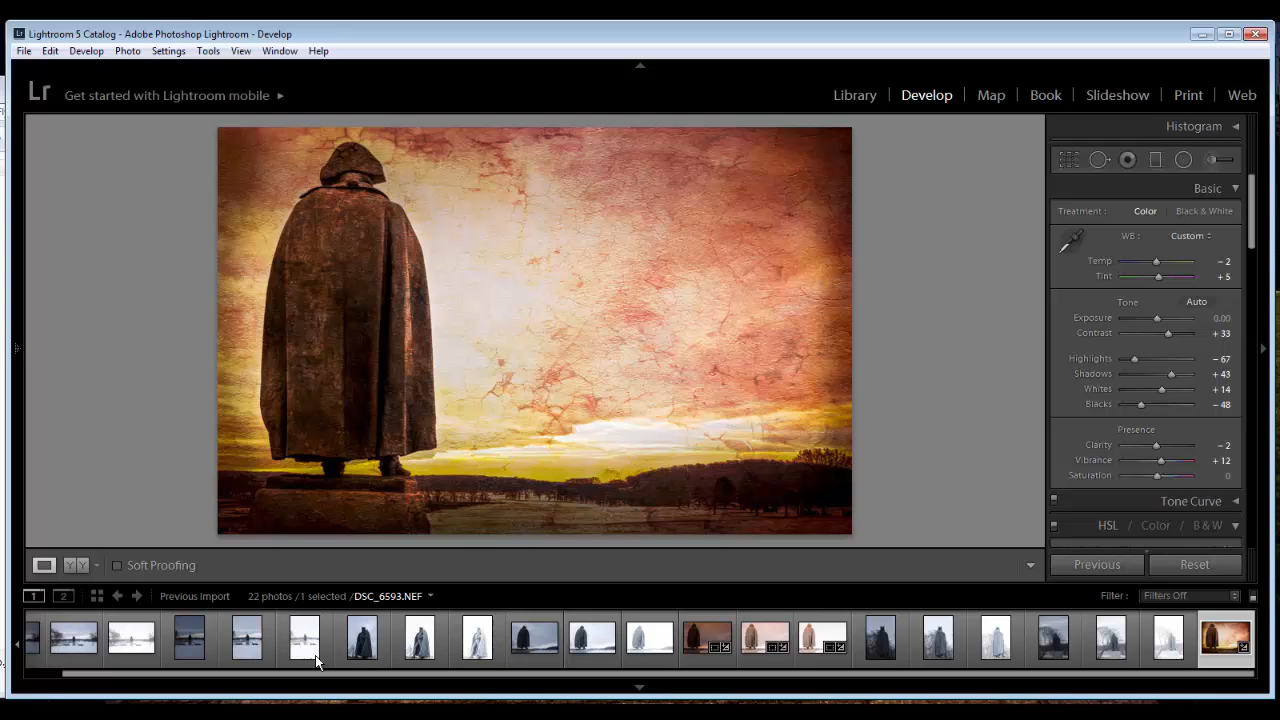 Lightroom 5 Catalog - Adobe Photoshop Lightroom - Develop
File Edit Develop Photo Settings Tools View Window Help
Lr Get started with Lightroom mobile
Library Develop Map Book Slideshow Print Web
Histogram
Basic
Treatment : Color Black & White
WB : Custom
Temp - 2
Tint + 5
Tone Auto
Exposure 0.00
Contrast + 33
Highlights - 67
Shadows + 43
Whites + 14
Blacks - 48
Presence
Clarity - 2
Vibrance + 12
Saturation 0
Tone Curve
HSL / Color / B & W
Previous Reset
YY Soft Proofing
1 2 Previous Import 22 photos /1 selected /DSC_6593.NEF Filter : Filters Off